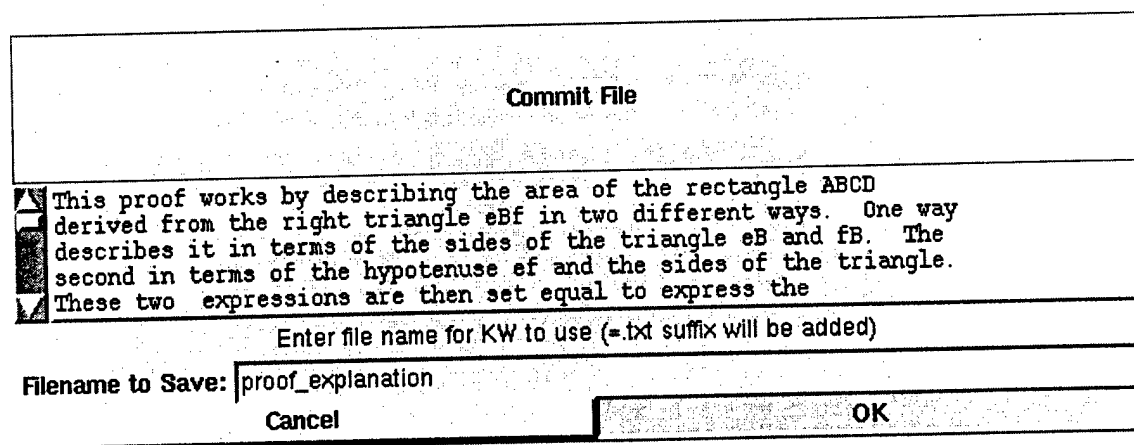 Commit File
This proof works by describing the area of the rectangle ABCD
derived from the right triangle eBf in two different ways.  One way
describes it in terms of the sides of the triangle eB and fB.  The
second in terms of the hypotenuse ef and the sides of the triangle.
These two  expressions are then set equal to express the
Enter file name for KW to use (=.txt suffix will be added)
Filename to Save: proof_explanation
Cancel OK